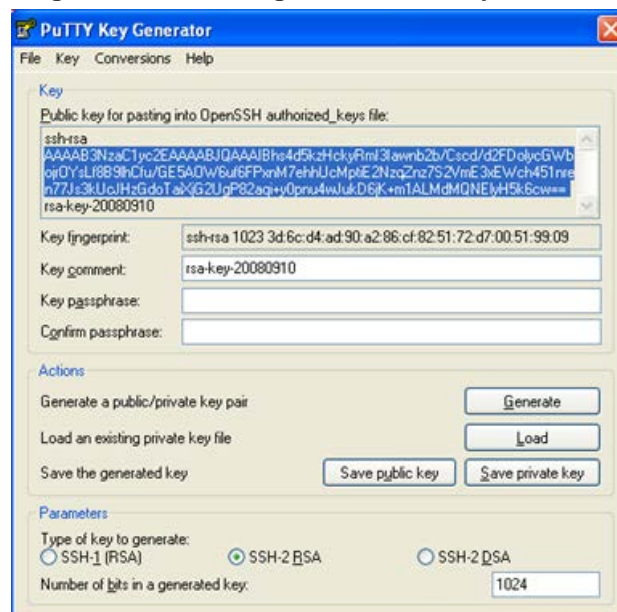 PuTTY Key Generator
File Key Conversions Help
Key
Public key for pasting into OpenSSH authorized_keys file:
ssh-rsa
rsa-key-20080910
Key fingerprint: ssh-rsa 1023 3d:6c:d4:ad:90:a2:86:cf:82:51:72:d7:00:51:99:09
Key comment: rsa-key-20080910
Key passphrase:
Confirm passphrase:
Actions
Generate a public/private key pair Generate
Load an existing private key file Load
Save the generated key Save public key Save private key
Parameters
Type of key to generate:
SSH-1 (RSA) SSH-2 RSA SSH-2 DSA
Number of bits in a generated key: 1024